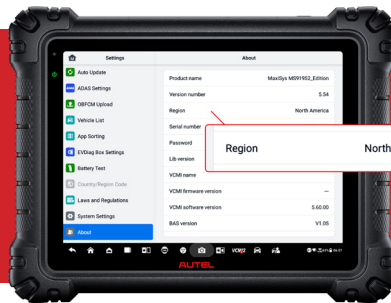 Settings
About
Auto Update
ADAS Settings
OBFCM Upload
Vehicle List
App Sorting
EVDiag Box Settings
Battery Test
Country/Region Code
Laws and Regulations
System Settings
About
Product name MaxiSys MS919S2_Edition
Version number 5.54
Region North America
Serial number
Password
Lib version
VCMI name
VCMI firmware version --
VCMI software version 5.60.00
BAS version V1.05
Region North
VCMI2
AUTEL